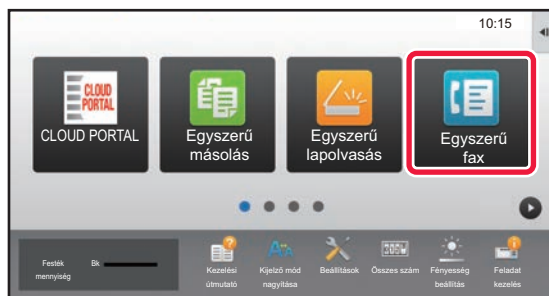 10:15
CLOUD
PORTAL
CLOUD PORTAL
Egyszerű
másolás
Egyszerű
lapolvasás
Egyszerű
fax
Festék
mennyiség
Bk
Kezelési
útmutató
Kijelző mód
nagyítása
Beállítások
Összes szám
Fényesség
beállítás
Feladat
kezelés